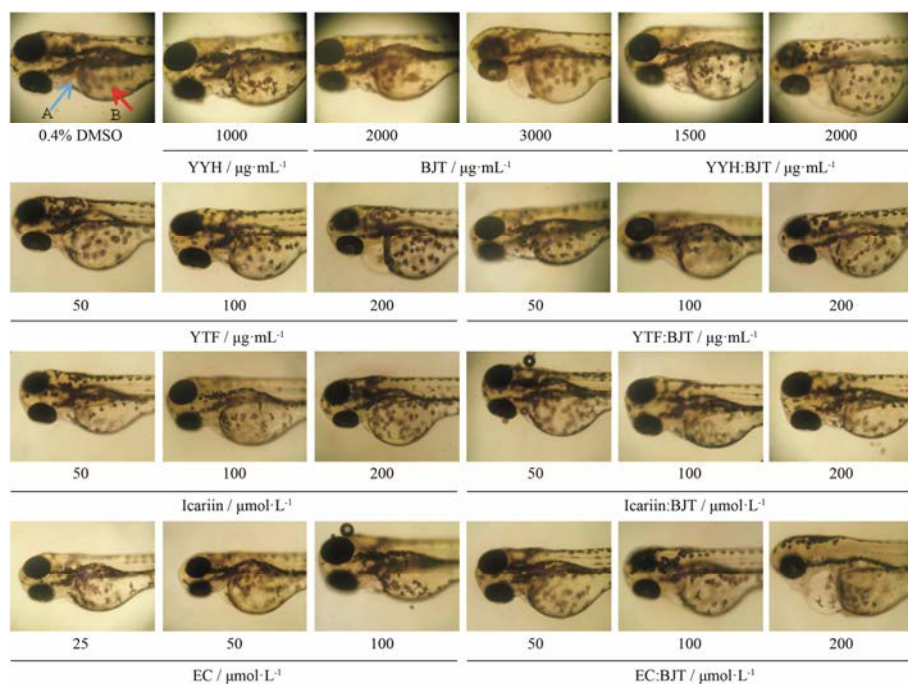 A B
0.4% DMSO 1000 2000 3000 1500 2000
YYH / μg·mL⁻¹ BJT / μg·mL⁻¹ YYH:BJT / μg·mL⁻¹
50 100 200 50 100 200
YTF / μg·mL⁻¹ YTF:BJT / μg·mL⁻¹
50 100 200 50 100 200
Icariin / μmol·L⁻¹ Icariin:BJT / μmol·L⁻¹
25 50 100 50 100 200
EC / μmol·L⁻¹ EC:BJT / μmol·L⁻¹